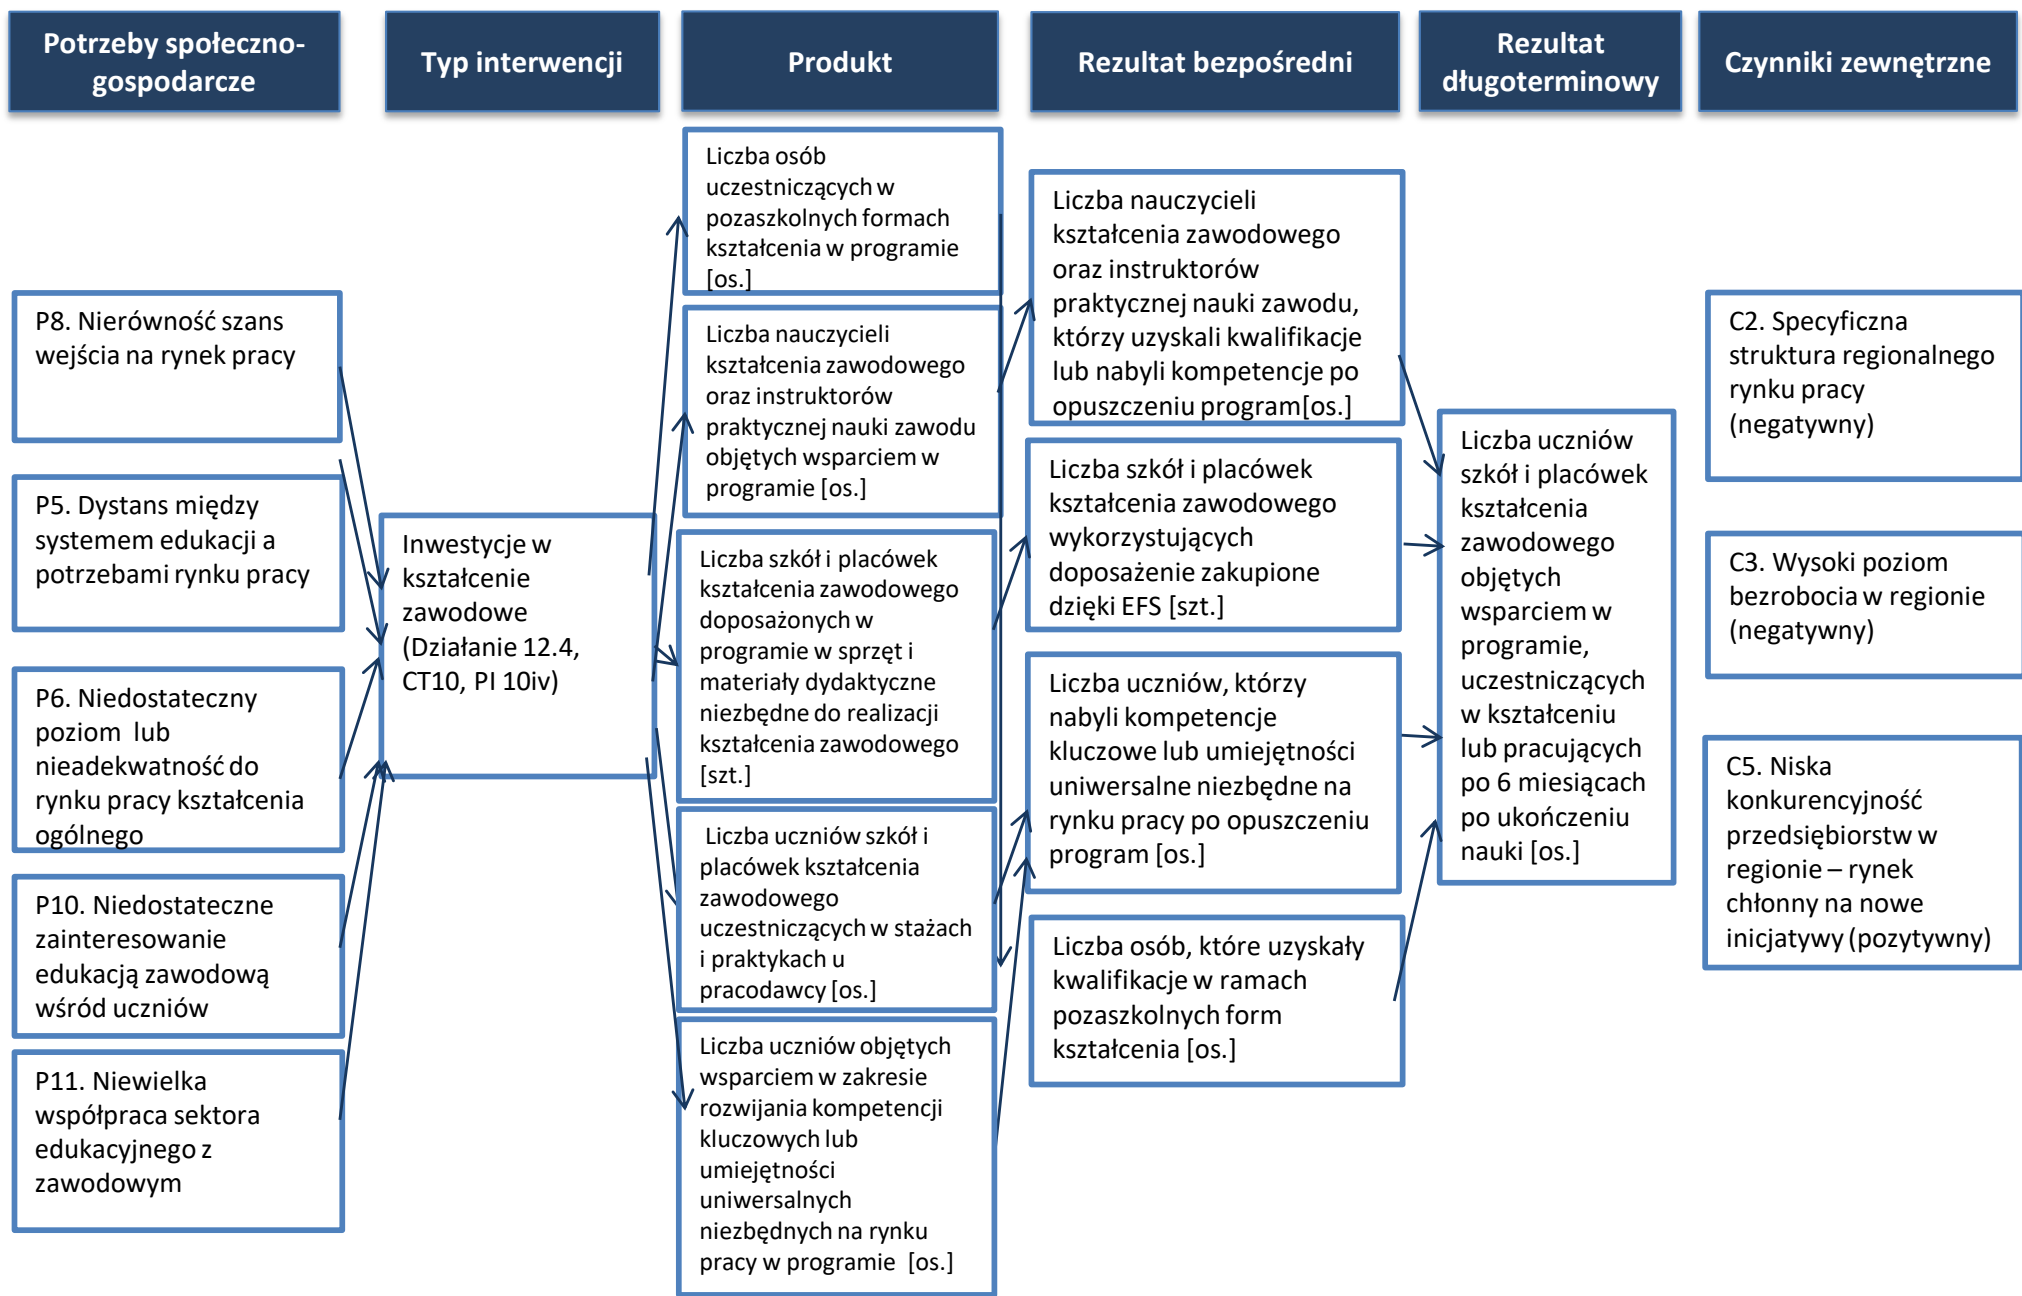 Potrzeby społeczno-
gospodarcze
Typ interwencji
Produkt
Rezultat bezpośredni
Rezultat
długoterminowy
Czynniki zewnętrzne
P8. Nierówność szans
wejścia na rynek pracy
P5. Dystans między
systemem edukacji a
potrzebami rynku pracy
P6. Niedostateczny
poziom  lub
nieadekwatność do
rynku pracy kształcenia
ogólnego
P10. Niedostateczne
zainteresowanie
edukacją zawodową
wśród uczniów
P11. Niewielka
współpraca sektora
edukacyjnego z
zawodowym
Inwestycje w
kształcenie
zawodowe
(Działanie 12.4,
CT10, PI 10iv)
Liczba osób
uczestniczących w
pozaszkolnych formach
kształcenia w programie
[os.]
Liczba nauczycieli
kształcenia zawodowego
oraz instruktorów
praktycznej nauki zawodu
objętych wsparciem w
programie [os.]
Liczba szkół i placówek
kształcenia zawodowego
doposażonych w
programie w sprzęt i
materiały dydaktyczne
niezbędne do realizacji
kształcenia zawodowego
[szt.]
Liczba uczniów szkół i
placówek kształcenia
zawodowego
uczestniczących w stażach
i praktykach u
pracodawcy [os.]
Liczba uczniów objętych
wsparciem w zakresie
rozwijania kompetencji
kluczowych lub
umiejętności
uniwersalnych
niezbędnych na rynku
pracy w programie  [os.]
Liczba nauczycieli
kształcenia zawodowego
oraz instruktorów
praktycznej nauki zawodu,
którzy uzyskali kwalifikacje
lub nabyli kompetencje po
opuszczeniu program[os.]
Liczba szkół i placówek
kształcenia zawodowego
wykorzystujących
doposażenie zakupione
dzięki EFS [szt.]
Liczba uczniów, którzy
nabyli kompetencje
kluczowe lub umiejętności
uniwersalne niezbędne na
rynku pracy po opuszczeniu
program [os.]
Liczba osób, które uzyskały
kwalifikacje w ramach
pozaszkolnych form
kształcenia [os.]
Liczba uczniów
szkół i placówek
kształcenia
zawodowego
objętych
wsparciem w
programie,
uczestniczących
w kształceniu
lub pracujących
po 6 miesiącach
po ukończeniu
nauki [os.]
C2. Specyficzna
struktura regionalnego
rynku pracy
(negatywny)
C3. Wysoki poziom
bezrobocia w regionie
(negatywny)
C5. Niska
konkurencyjność
przedsiębiorstw w
regionie – rynek
chłonny na nowe
inicjatywy (pozytywny)